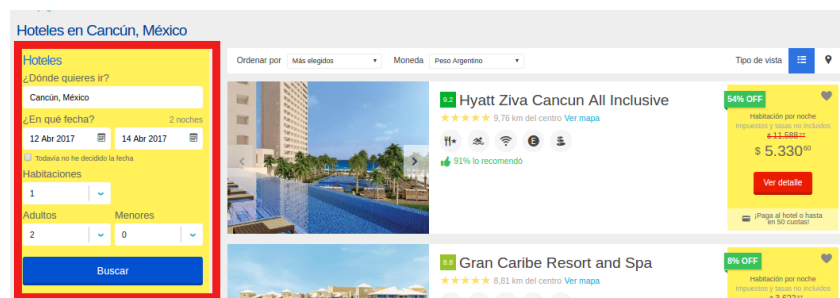 Hoteles en Cancún, México
Hoteles
¿Dónde quieres ir?
Cancún, México
¿En qué fecha? 2 noches
12 Abr 2017 14 Abr 2017
Todavía no he decidido la fecha
Habitaciones
1
Adultos Menores
2 0
Buscar
Ordenar por Más elegidos Moneda Peso Argentino Tipo de vista
9.2 Hyatt Ziva Cancun All Inclusive
9,76 km del centro Ver mapa
E
91% lo recomendó
54% OFF
Habitación por noche
Impuestos y tasas no incluidos
$ 11.588
$ 5.330⁶⁰
Ver detalle
¡Paga al hotel o hasta
en 50 cuotas!
8.8 Gran Caribe Resort and Spa
8,81 km del centro Ver mapa
8% OFF
Habitación por noche
Impuestos y tasas no incluidos